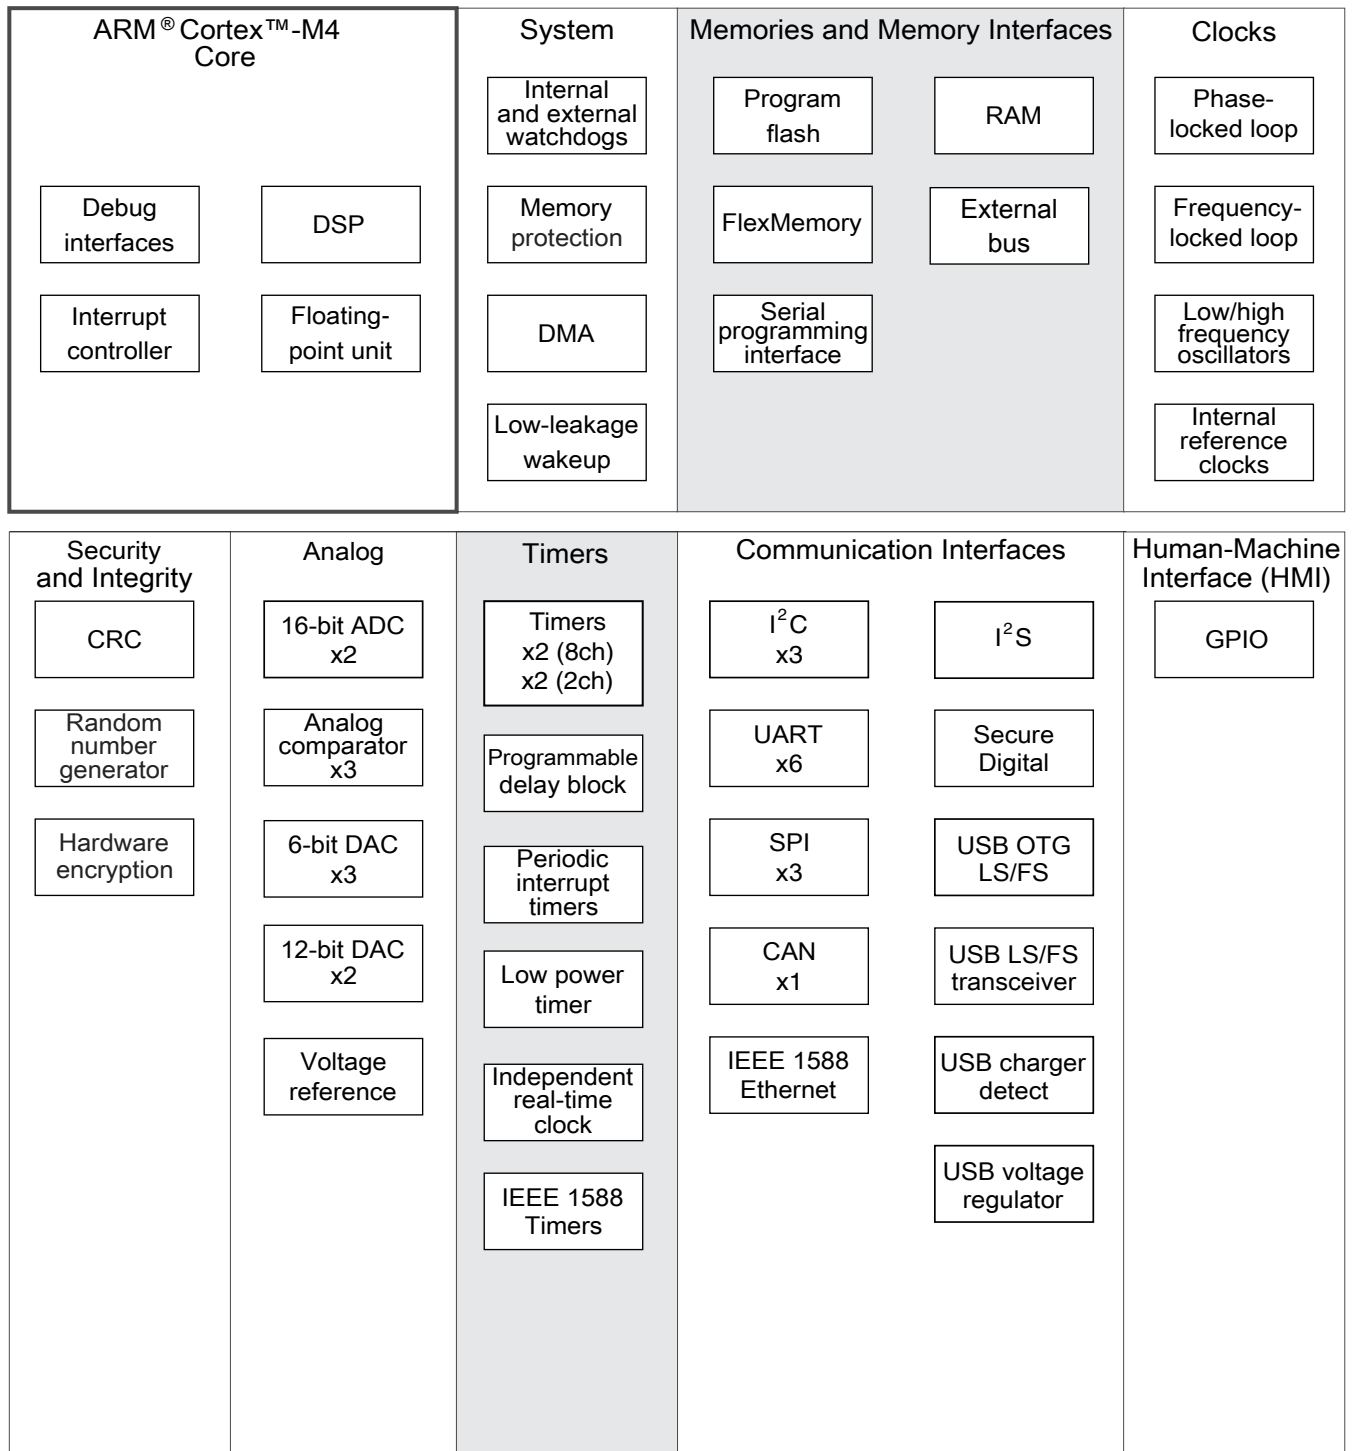 ARM® Cortex™-M4
Core
Debug
interfaces
DSP
Interrupt
controller
Floating-
point unit
System
Internal
and external
watchdogs
Memory
protection
DMA
Low-leakage
wakeup
Memories and Memory Interfaces
Program
flash
RAM
FlexMemory
External
bus
Serial
programming
interface
Clocks
Phase-
locked loop
Frequency-
locked loop
Low/high
frequency
oscillators
Internal
reference
clocks
Security
and Integrity
CRC
Random
number
generator
Hardware
encryption
Analog
16-bit ADC
x2
Analog
comparator
x3
6-bit DAC
x3
12-bit DAC
x2
Voltage
reference
Timers
Timers
x2 (8ch)
x2 (2ch)
Programmable
delay block
Periodic
interrupt
timers
Low power
timer
Independent
real-time
clock
IEEE 1588
Timers
Communication Interfaces
I²C
x3
I²S
UART
x6
Secure
Digital
SPI
x3
USB OTG
LS/FS
CAN
x1
USB LS/FS
transceiver
IEEE 1588
Ethernet
USB charger
detect
USB voltage
regulator
Human-Machine
Interface (HMI)
GPIO